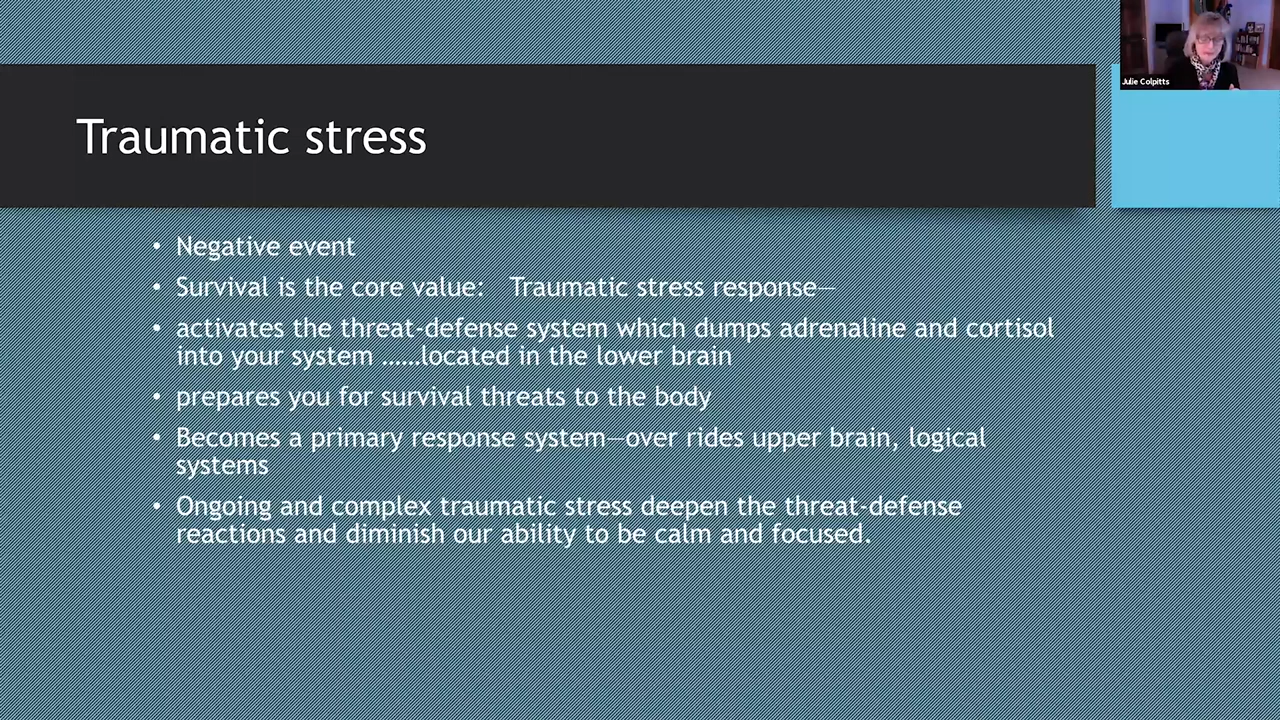 Julie Colpitts
Traumatic stress
• Negative event
• Survival is the core value: Traumatic stress response—
• activates the threat-defense system which dumps adrenaline and cortisol
into your system ……located in the lower brain
• prepares you for survival threats to the body
• Becomes a primary response system—over rides upper brain, logical
systems
• Ongoing and complex traumatic stress deepen the threat-defense
reactions and diminish our ability to be calm and focused.